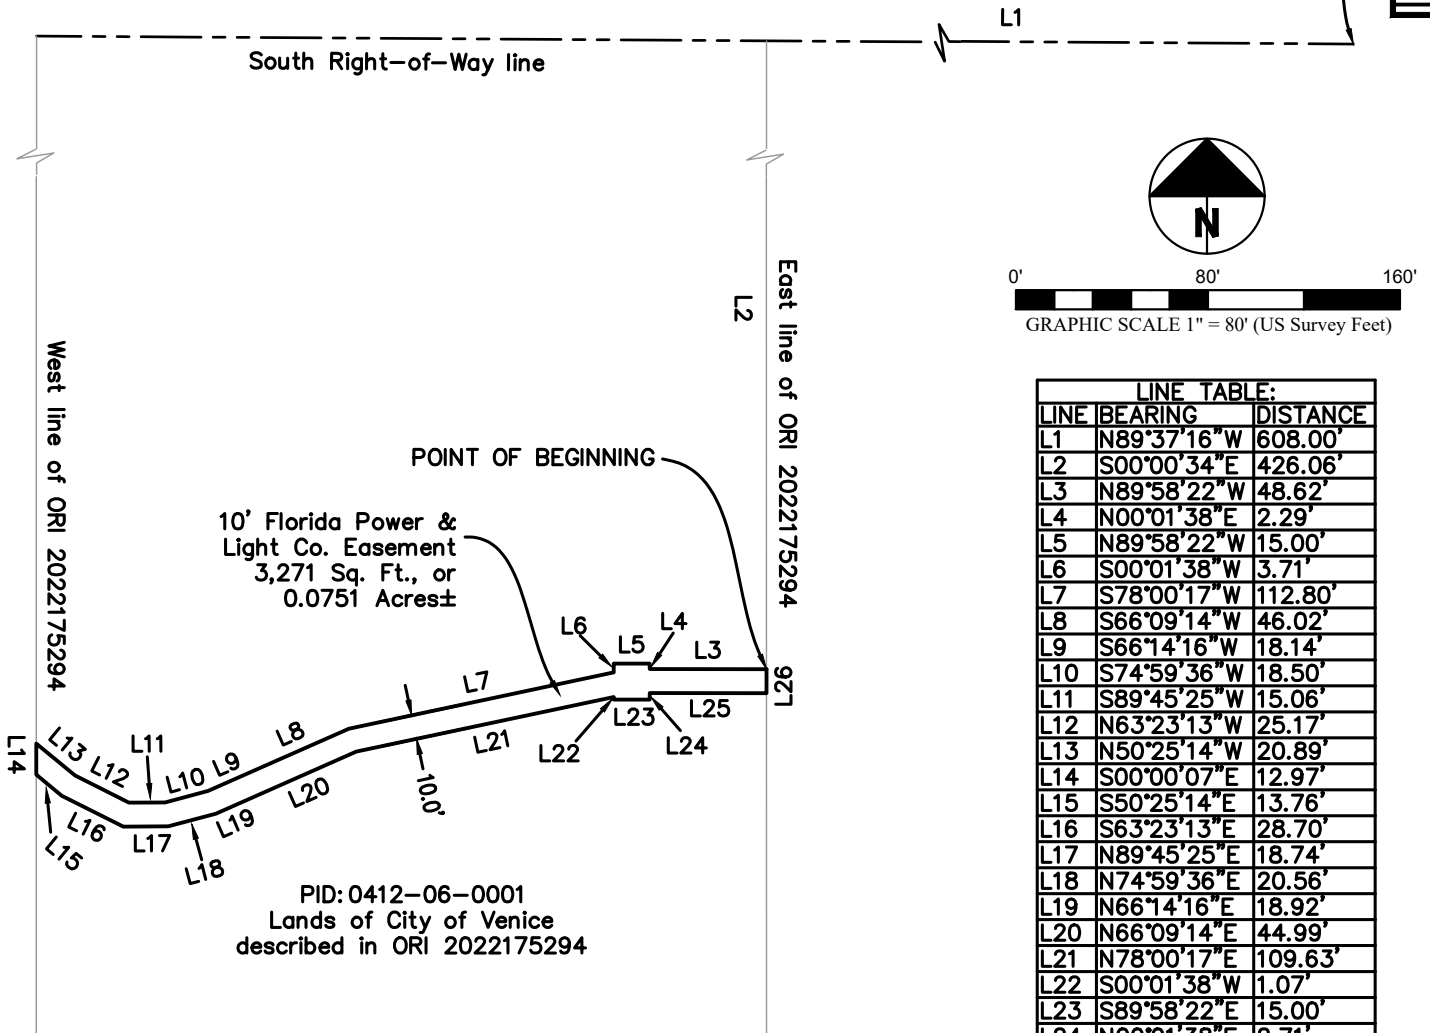 L1
South Right-of-Way line
N
0' 80' 160'
GRAPHIC SCALE 1" = 80' (US Survey Feet)
East line of ORI 2022175294
L2
West line of ORI 2022175294
POINT OF BEGINNING
10' Florida Power &
Light Co. Easement
3,271 Sq. Ft., or
0.0751 Acres±
L6
L5
L4
L3
L26
L7
L8
L9
L10
L11
L12
L13
L14
L15
L16
L17
L18
L19
L20
L21
L22
L23
L24
L25
10.0'
PID: 0412-06-0001
Lands of City of Venice
described in ORI 2022175294
LINE TABLE:
LINE BEARING DISTANCE
L1 N89°37'16"W 608.00'
L2 S00°00'34"E 426.06'
L3 N89°58'22"W 48.62'
L4 N00°01'38"E 2.29'
L5 N89°58'22"W 15.00'
L6 S00°01'38"W 3.71'
L7 S78°00'17"W 112.80'
L8 S66°09'14"W 46.02'
L9 S66°14'16"W 18.14'
L10 S74°59'36"W 18.50'
L11 S89°45'25"W 15.06'
L12 N63°23'13"W 25.17'
L13 N50°25'14"W 20.89'
L14 S00°00'07"E 12.97'
L15 S50°25'14"E 13.76'
L16 S63°23'13"E 28.70'
L17 N89°45'25"E 18.74'
L18 N74°59'36"E 20.56'
L19 N66°14'16"E 18.92'
L20 N66°09'14"E 44.99'
L21 N78°00'17"E 109.63'
L22 S00°01'38"W 1.07'
L23 S89°58'22"E 15.00'